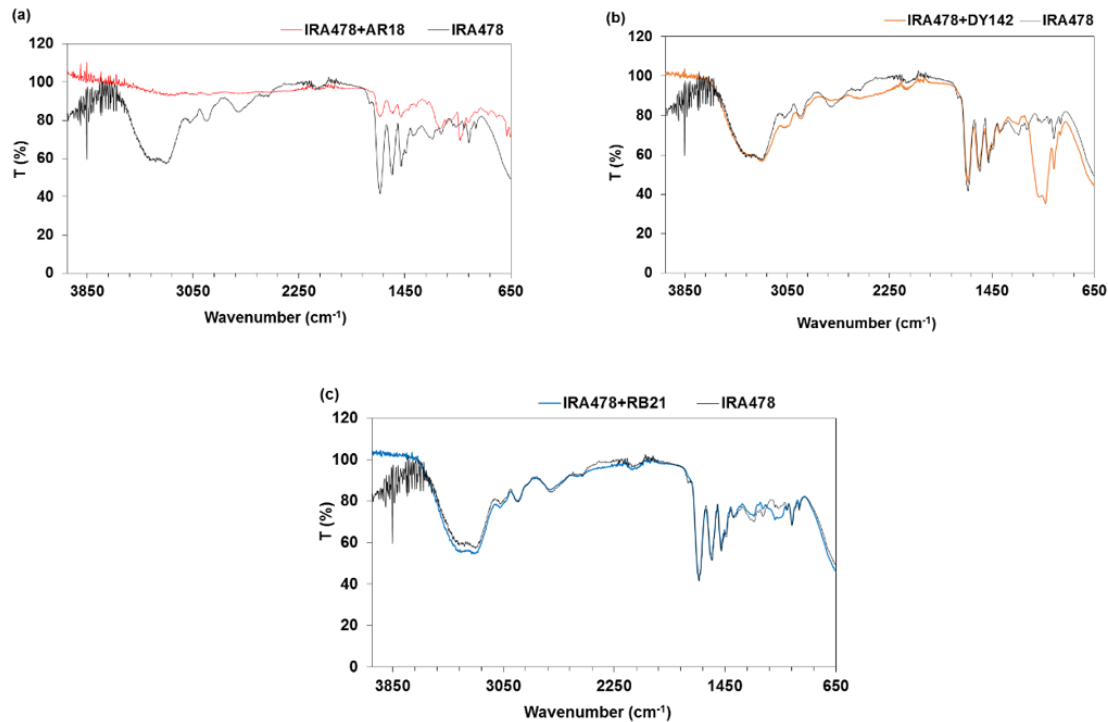 (a)
IRA478+AR18 IRA478
120
100
80
60
40
20
0
T (%)
3850 3050 2250 1450 650
Wavenumber (cm-1)
(b)
IRA478+DY142 IRA478
120
100
80
60
40
20
0
T (%)
3850 3050 2250 1450 650
Wavenumber (cm-1)
(c)
IRA478+RB21 IRA478
120
100
80
60
40
20
0
T (%)
3850 3050 2250 1450 650
Wavenumber (cm-1)